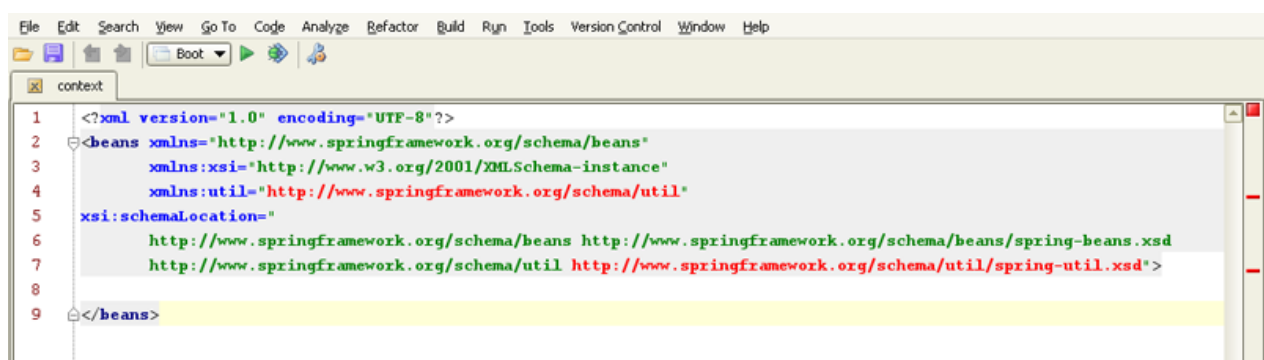 File Edit Search View Go To Code Analyze Refactor Build Run Tools Version Control Window Help
Boot
context
1 <?xml version="1.0" encoding="UTF-8"?>
2 <beans xmlns="http://www.springframework.org/schema/beans"
3 xmlns:xsi="http://www.w3.org/2001/XMLSchema-instance"
4 xmlns:util="http://www.springframework.org/schema/util"
5 xsi:schemaLocation="
6 http://www.springframework.org/schema/beans http://www.springframework.org/schema/beans/spring-beans.xsd
7 http://www.springframework.org/schema/util http://www.springframework.org/schema/util/spring-util.xsd">
8
9 </beans>